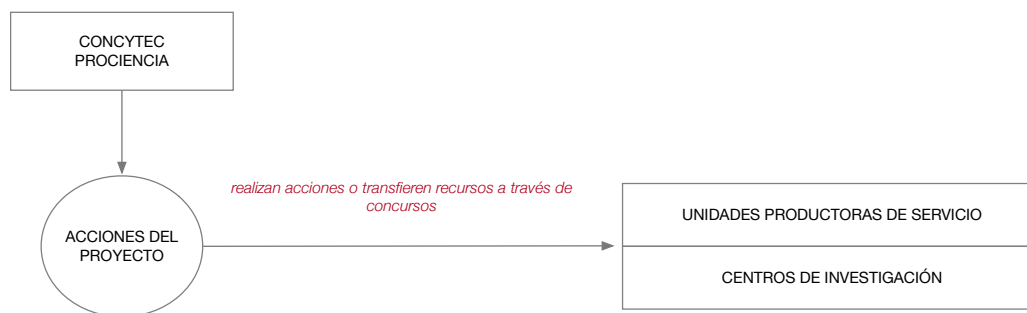 CONCYTEC
PROCIENCIA
realizan acciones o transfieren recursos a través de
concursos
ACCIONES DEL
PROYECTO
UNIDADES PRODUCTORAS DE SERVICIO
CENTROS DE INVESTIGACIÓN